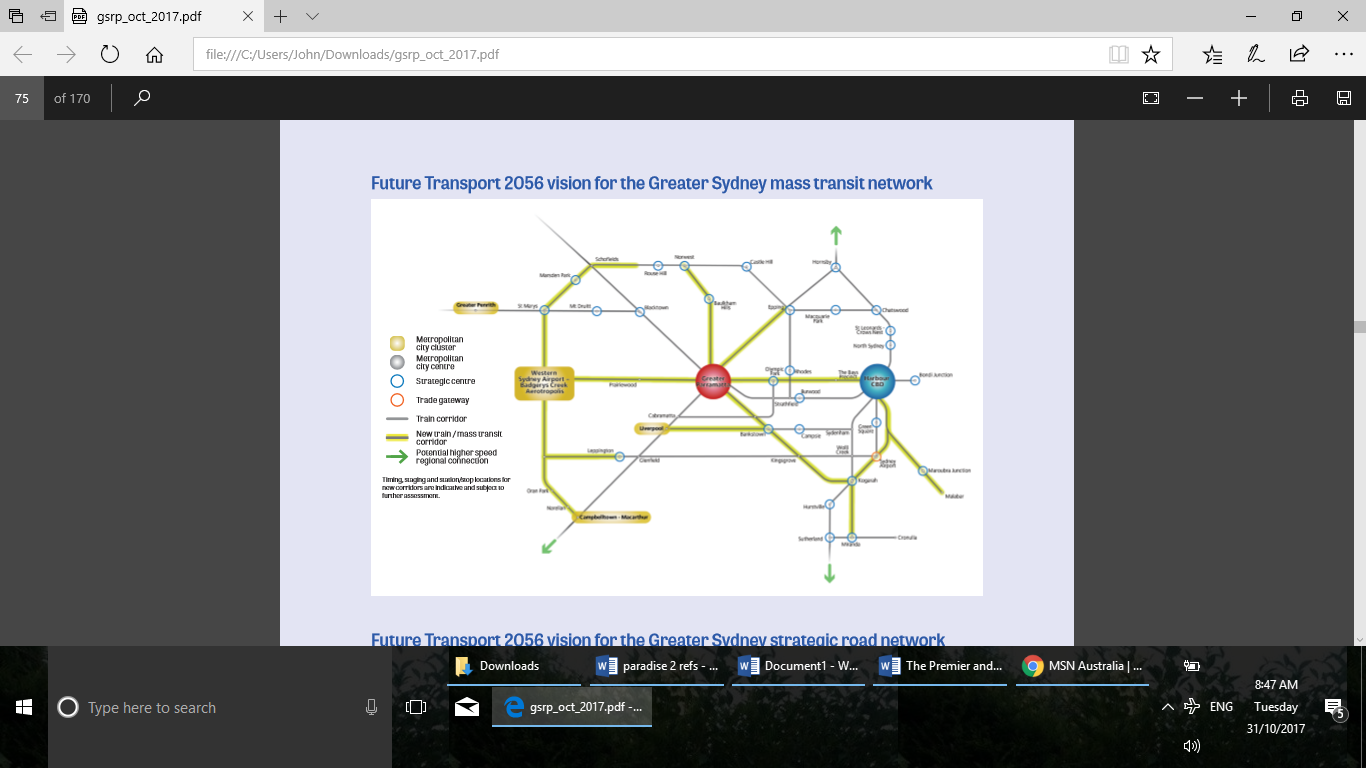 gsrp_oct_2017.pdf
file:///C:/Users/John/Downloads/gsrp_oct_2017.pdf
75 of 170
Future Transport 2056 vision for the Greater Sydney mass transit network
Schofields
Norwest
Castle Hill
Hornsby
Marsden Park
Rouse Hill
Greater Penrith
St Marys
Mt Druitt
Blacktown
Baulkham
Hills
Epping
Macquarie
Park
Chatswood
St Leonards -
Crows Nest
North Sydney
Metropolitan
city cluster
Metropolitan
city centre
Strategic centre
Trade gateway
Train corridor
New train / mass transit
corridor
Potential higher speed
regional connection
Timing, staging and station/stop locations for
new corridors are indicative and subject to
further assessment.
Western
Sydney Airport -
Badgerys Creek
Aerotropolis
Prairiewood
Greater
Parramatta
Olympic
Park
Rhodes
The Bays
Precinct
Harbour
CBD
Bondi Junction
Burwood
Strathfield
Cabramatta
Liverpool
Bankstown
Campsie
Sydenham
Green
Square
Wolli
Creek
Leppington
Glenfield
Kingsgrove
Sydney
Airport
Maroubra Junction
Malabar
Kogarah
Oran Park
Narellan
Campbelltown - Macarthur
Hurstville
Sutherland
Miranda
Cronulla
Future Transport 2056 vision for the Greater Sydney strategic road network
Downloads
paradise 2 refs - ...
Document1 - W...
The Premier and...
MSN Australia | ...
Type here to search
gsrp_oct_2017.pdf -...
ENG
8:47 AM
Tuesday
31/10/2017
5